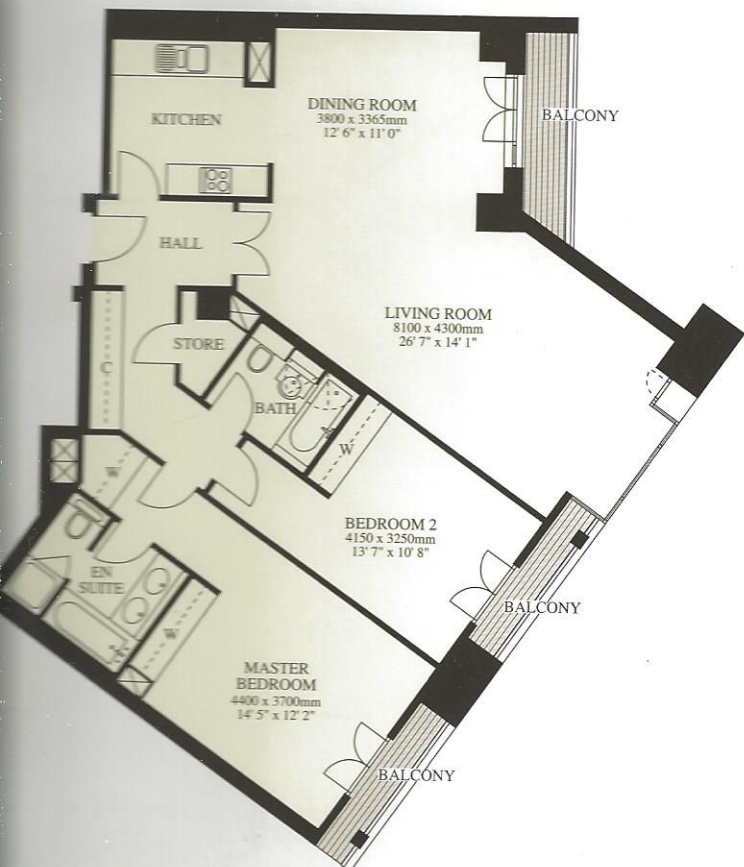 KITCHEN
DINING ROOM
3800 x 3365mm
12' 6" x 11' 0"
BALCONY
HALL
LIVING ROOM
8100 x 4300mm
26' 7" x 14' 1"
STORE
C
BATH
W
W
BEDROOM 2
4150 x 3250mm
13' 7" x 10' 8"
EN
SUITE
BALCONY
W
MASTER
BEDROOM
4400 x 3700mm
14' 5" x 12' 2"
BALCONY